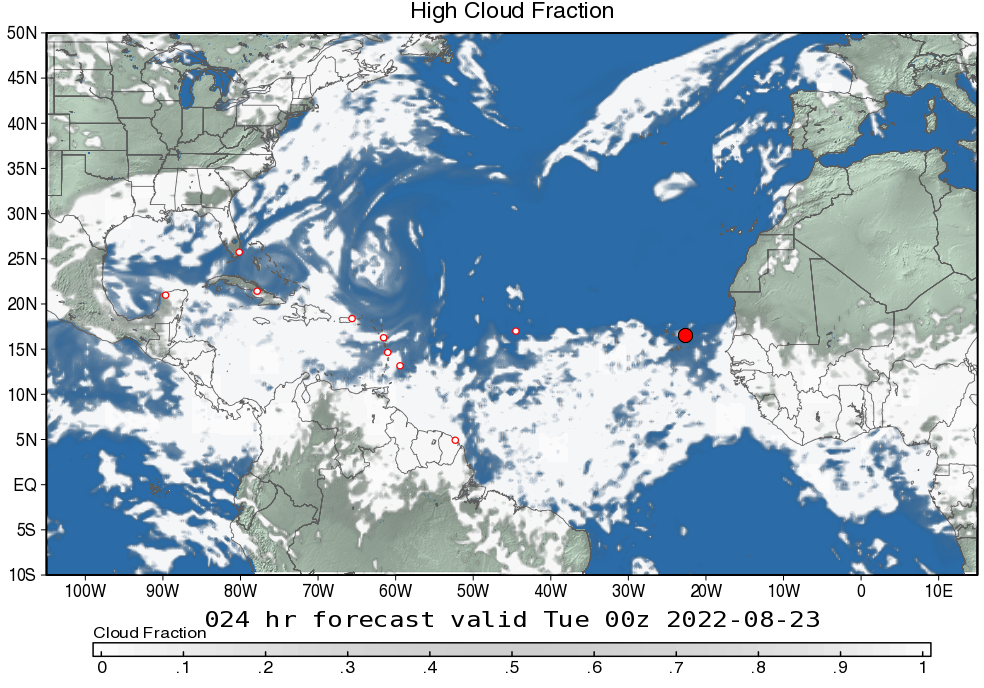 High Cloud Fraction
50N
45N
40N
35N
30N
25N
20N
15N
10N
5N
EQ
5S
10S
100W 90W 80W 70W 60W 50W 40W 30W 20W 10W 0 10E
024 hr forecast valid Tue 00z 2022-08-23
Cloud Fraction
0 .1 .2 .3 .4 .5 .6 .7 .8 .9 1